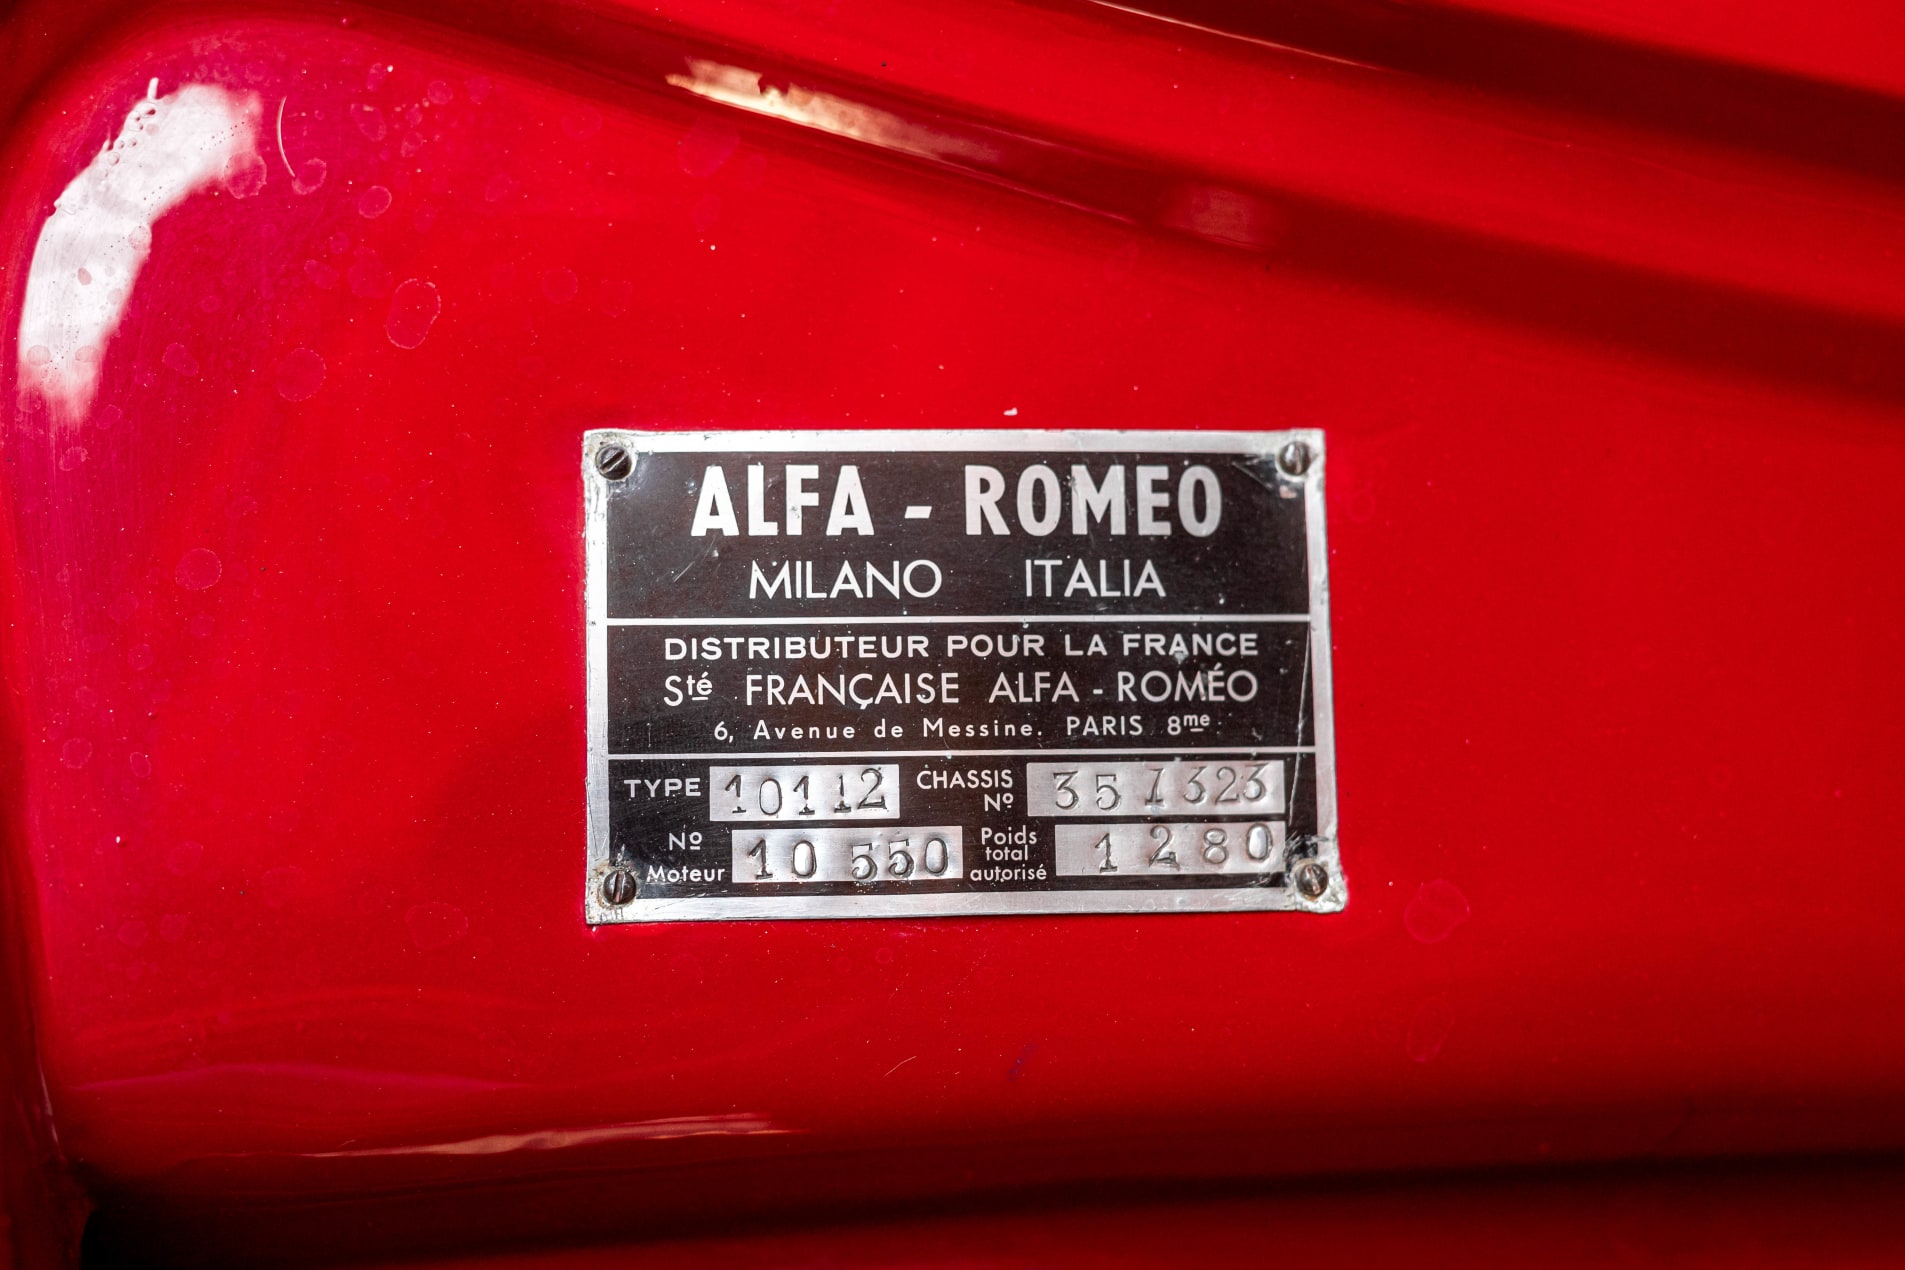 ALFA - ROMEO
MILANO ITALIA
DISTRIBUTEUR POUR LA FRANCE
Sté FRANÇAISE ALFA - ROMÉO
6, Avenue de Messine. PARIS 8me
TYPE 10112 CHASSIS Nº 357323
Nº Moteur 10 550 Poids total autorisé 1280